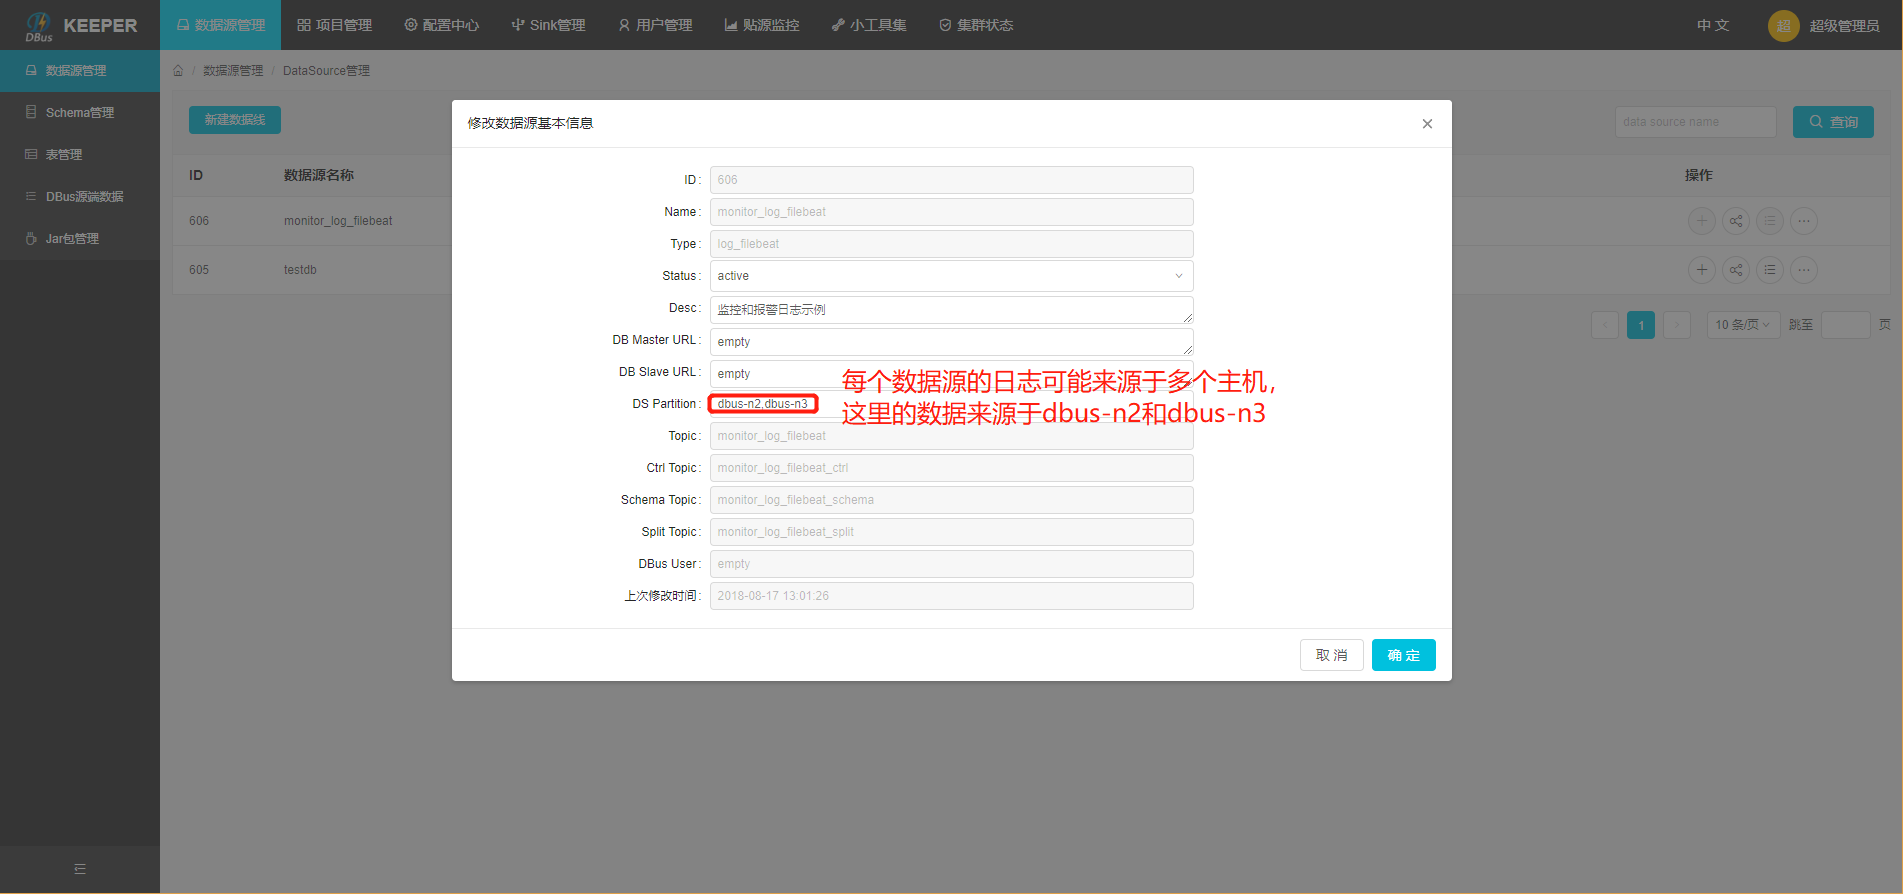 DBus KEEPER 数据源管理 项目管理 配置中心 Sink管理 用户管理 贴源监控 小工具集 集群状态 中 文 超 超级管理员
数据源管理
Schema管理
表管理
DBus源端数据
Jar包管理
/ 数据源管理 / DataSource管理
新建数据线 data source name 查询
ID 数据源名称 操作
606 monitor_log_filebeat
605 testdb
1 10 条/页 跳至 页
修改数据源基本信息
ID: 606
Name: monitor_log_filebeat
Type: log_filebeat
Status: active
Desc: 监控和报警日志示例
DB Master URL: empty
DB Slave URL: empty
DS Partition: dbus-n2,dbus-n3
每个数据源的日志可能来源于多个主机，
这里的数据来源于dbus-n2和dbus-n3
Topic: monitor_log_filebeat
Ctrl Topic: monitor_log_filebeat_ctrl
Schema Topic: monitor_log_filebeat_schema
Split Topic: monitor_log_filebeat_split
DBus User: empty
上次修改时间: 2018-08-17 13:01:26
取 消 确 定